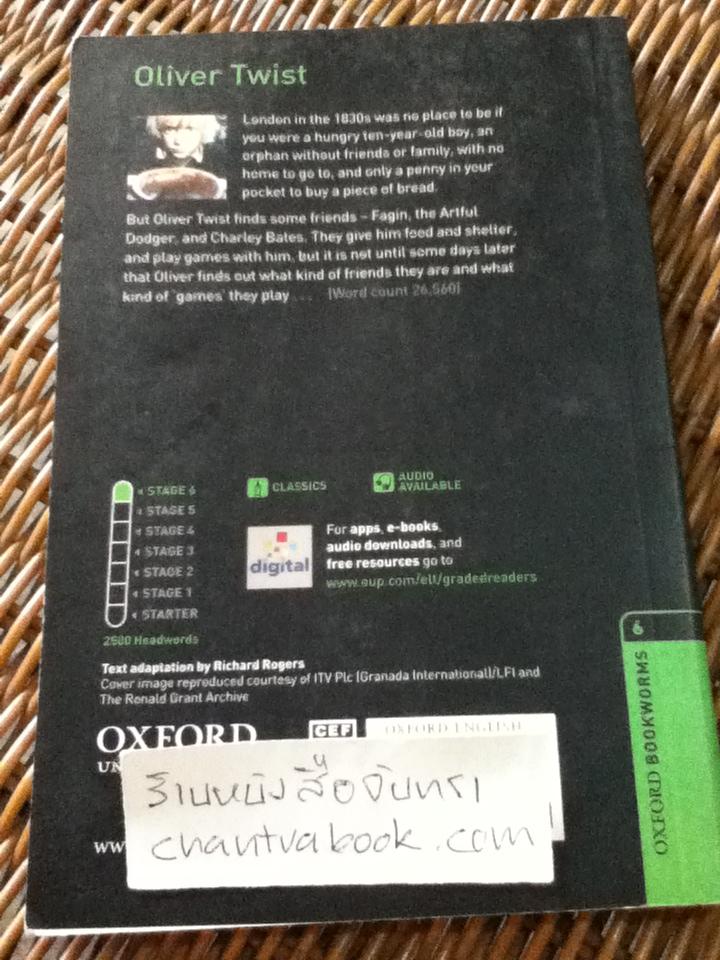 Oliver Twist
London in the 1830s was no place to be if
you were a hungry ten-year-old boy, an
orphan without friends or family, with no
home to go to, and only a penny in your
pocket to buy a piece of bread.
But Oliver Twist finds some friends – Fagin, the Artful
Dodger, and Charley Bates. They give him food and shelter,
and play games with him, but it is not until some days later
that Oliver finds out what kind of friends they are and what
kind of 'games' they play ... [Word count 26,560]
STAGE 6
STAGE 5
STAGE 4
STAGE 3
STAGE 2
STAGE 1
STARTER
2500 Headwords
CLASSICS
AUDIO
AVAILABLE
digital
For apps, e-books,
audio downloads, and
free resources go to
www.oup.com/elt/gradedreaders
Text adaptation by Richard Rogers
Cover image reproduced courtesy of ITV Plc (Granada International)/LFI and
The Ronald Grant Archive
OXFORD
CEF
OXFORD ENGLISH
ร้านหนังสือจันทรา
chantrabook.com
6
OXFORD BOOKWORMS